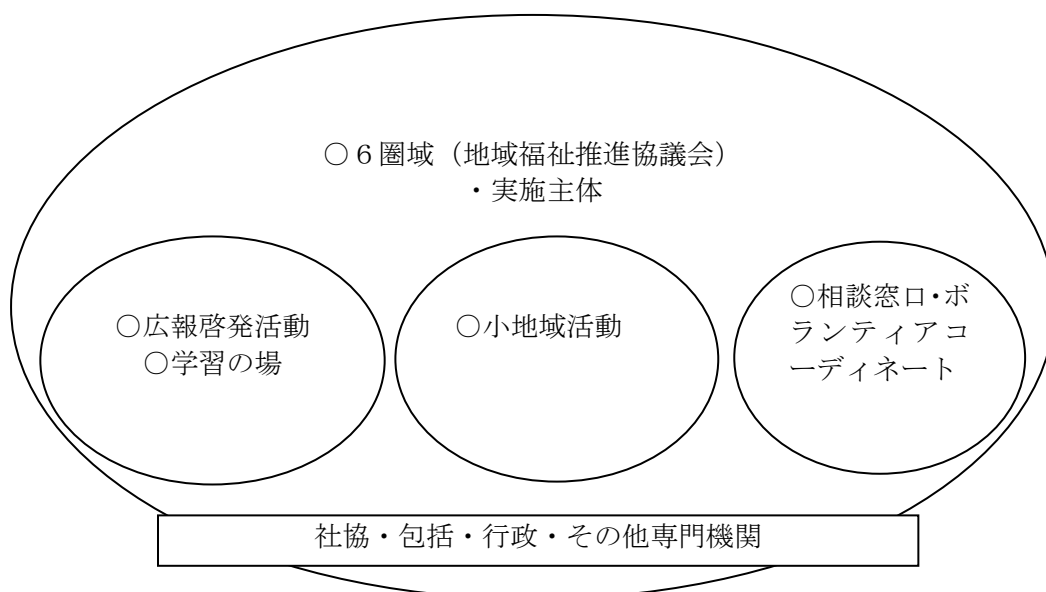 ○６圏域（地域福祉推進協議会）
・実施主体
○広報啓発活動
○学習の場
○小地域活動
○相談窓口・ボ
ランティアコ
ーディネート
社協・包括・行政・その他専門機関